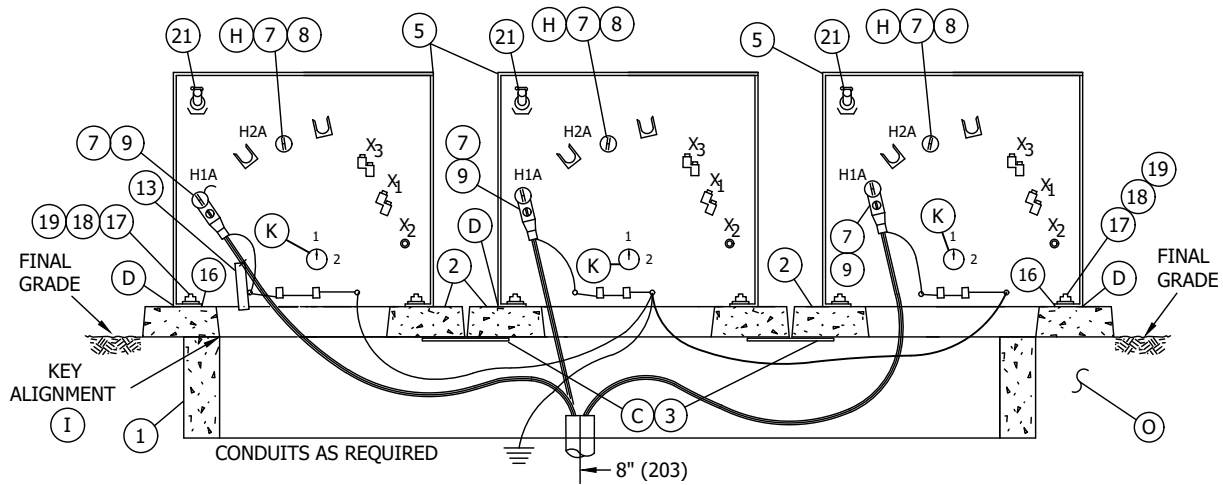 21 H 7 8 5 21 H 7 8 5 21 H 7 8
H2A H2A H2A
X3 X3 X3
7 9 H1A 7 H1A H1A
13 9 X1 X1 X1 19
19 18 17 K X2 D K X2 7 K X2 18
1 2 1 2 9 1 2 17
FINAL
GRADE
D 16 2 2 16 D
FINAL
GRADE
KEY
ALIGNMENT
I 1 C 3 O
CONDUITS AS REQUIRED
8" (203)